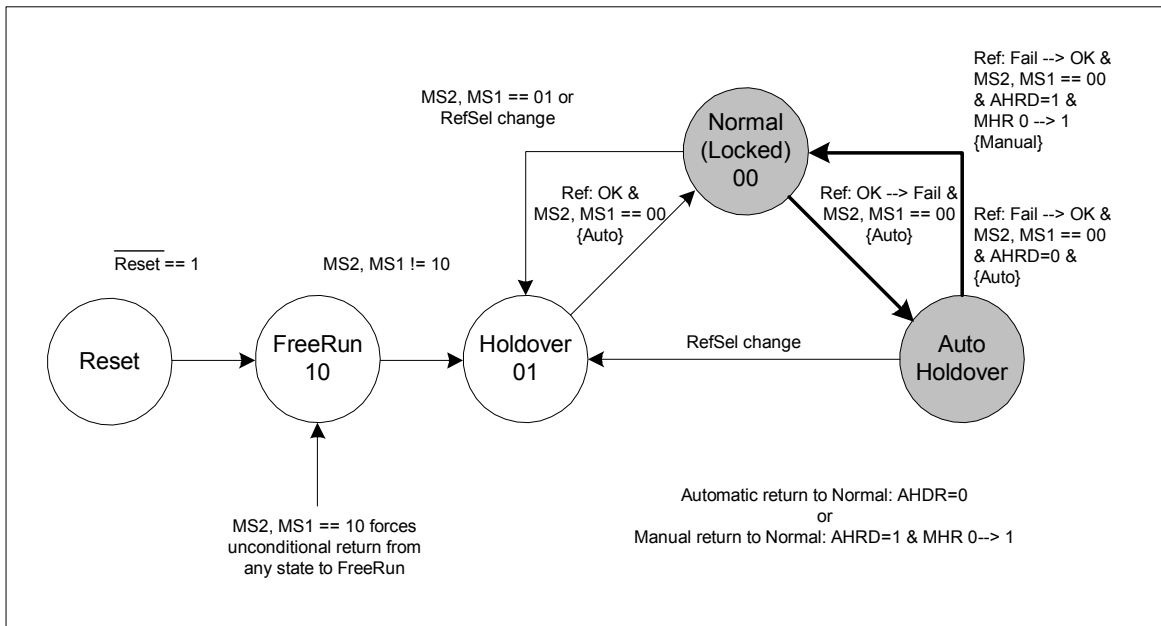 Ref: Fail --> OK &
MS2, MS1 == 00
& AHRD=1 &
MHR 0 --> 1
{Manual}
MS2, MS1 == 01 or
RefSel change
Normal
(Locked)
00
Ref: OK &
MS2, MS1 == 00
{Auto}
Ref: OK --> Fail &
MS2, MS1 == 00
{Auto}
Ref: Fail --> OK &
MS2, MS1 == 00
& AHRD=0 &
{Auto}
Reset == 1
MS2, MS1 != 10
Reset
FreeRun
10
Holdover
01
RefSel change
Auto
Holdover
MS2, MS1 == 10 forces
unconditional return from
any state to FreeRun
Automatic return to Normal: AHDR=0
or
Manual return to Normal: AHRD=1 & MHR 0--> 1